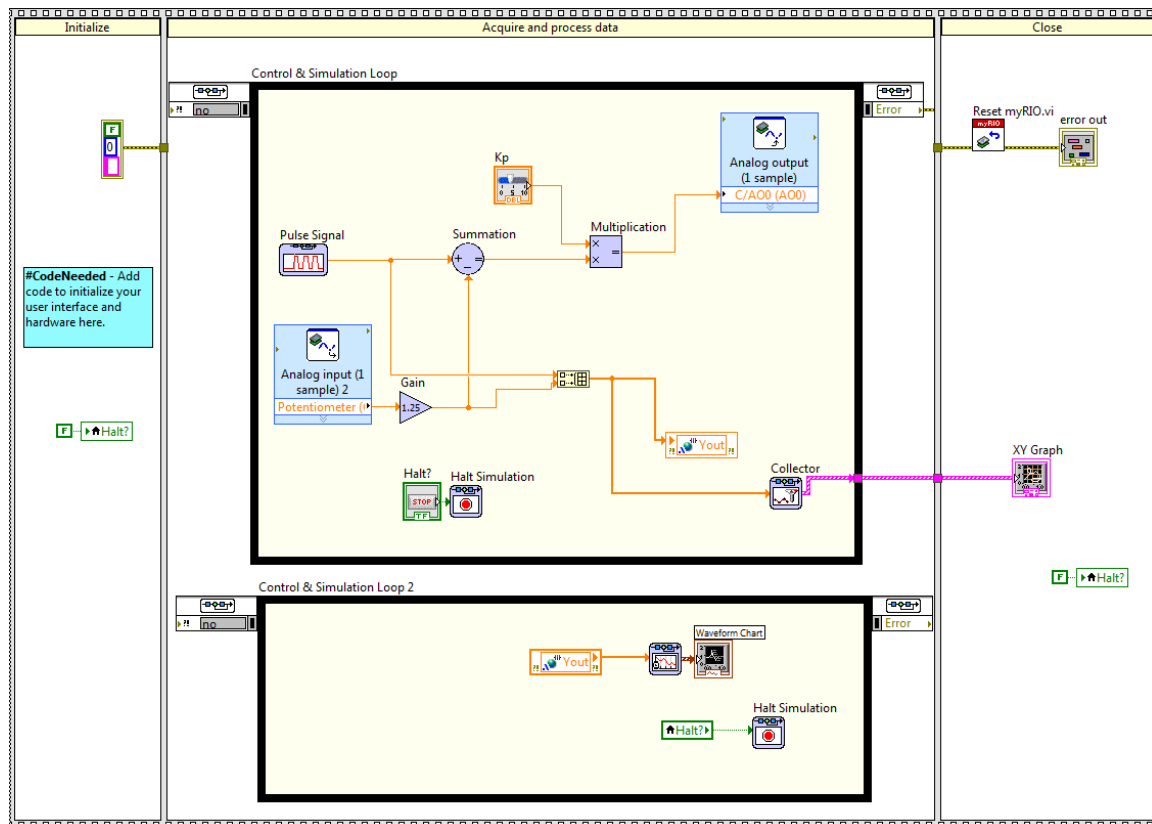 Initialize
Acquire and process data
Close
Control & Simulation Loop
?! no
Error
F
0
Reset myRIO.vi
myRIO
error out
Kp
0 5 10
DBL
Analog output
(1 sample)
C/AO0 (AO0)
Pulse Signal
Summation
+ − =
Multiplication
× =
×
#CodeNeeded - Add
code to initialize your
user interface and
hardware here.
Analog input (1
sample) 2
Potentiometer (
Gain
1.25
F
Halt?
?! Yout ?!
Halt?
STOP
TF
Halt Simulation
Collector
XY Graph
F
Halt?
Control & Simulation Loop 2
?! no
Error
Waveform Chart
?! Yout ?!
Halt Simulation
Halt?